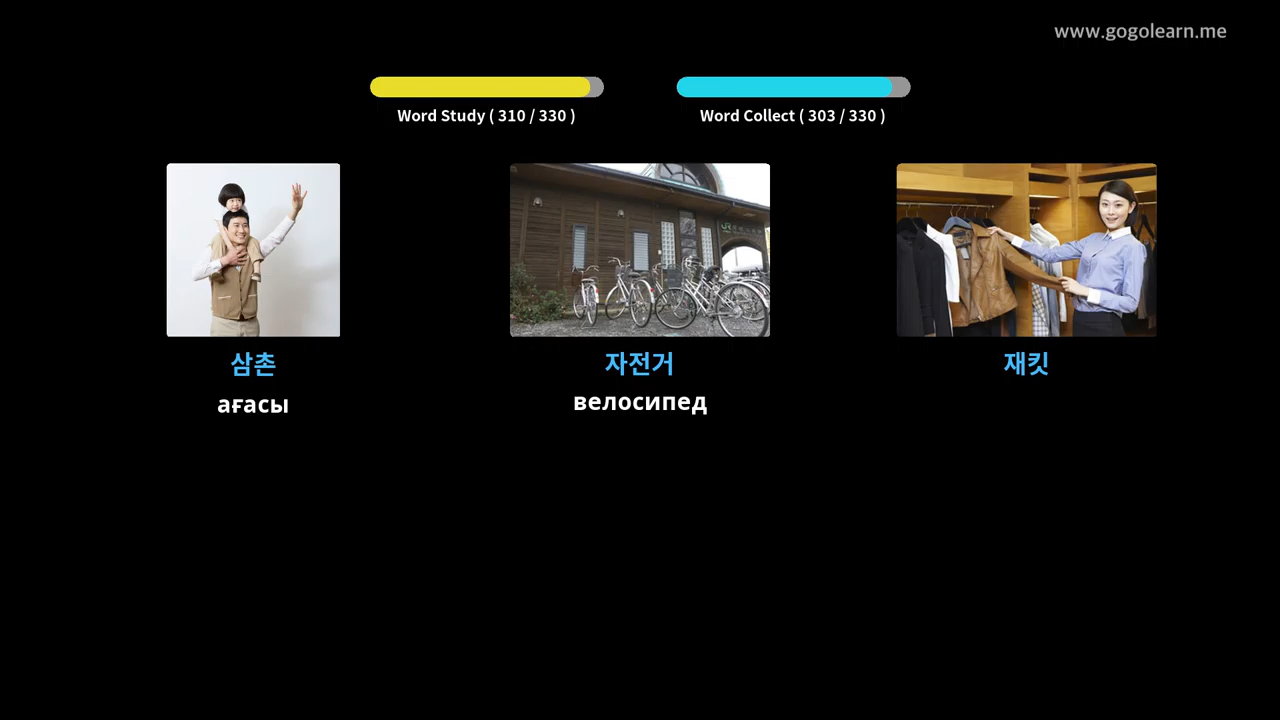 www.gogolearn.me
Word Study ( 310 / 330 )
Word Collect ( 303 / 330 )
삼촌
자전거
재킷
ағасы
велосипед